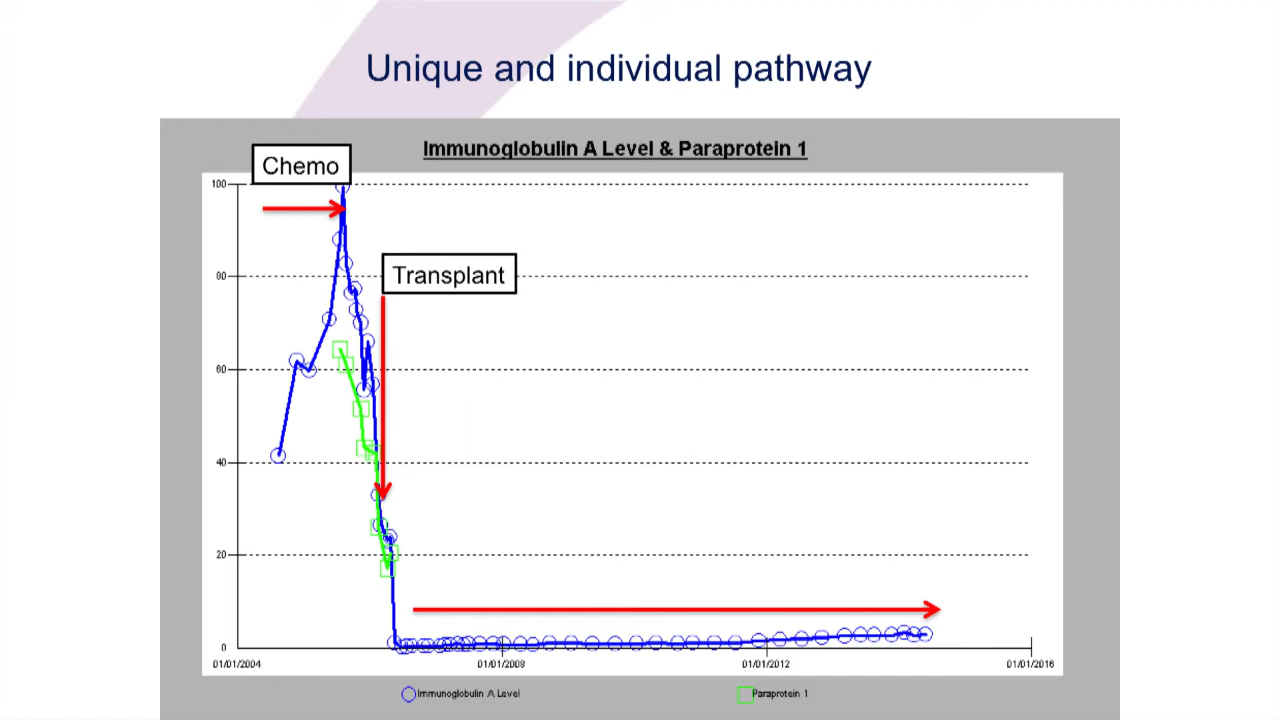 Unique and individual pathway
Immunoglobulin A Level & Paraprotein 1
Chemo
100
80
Transplant
60
40
20
0
01/01/2004 01/01/2008 01/01/2012 01/01/2016
Immunoglobulin A Level Paraprotein 1